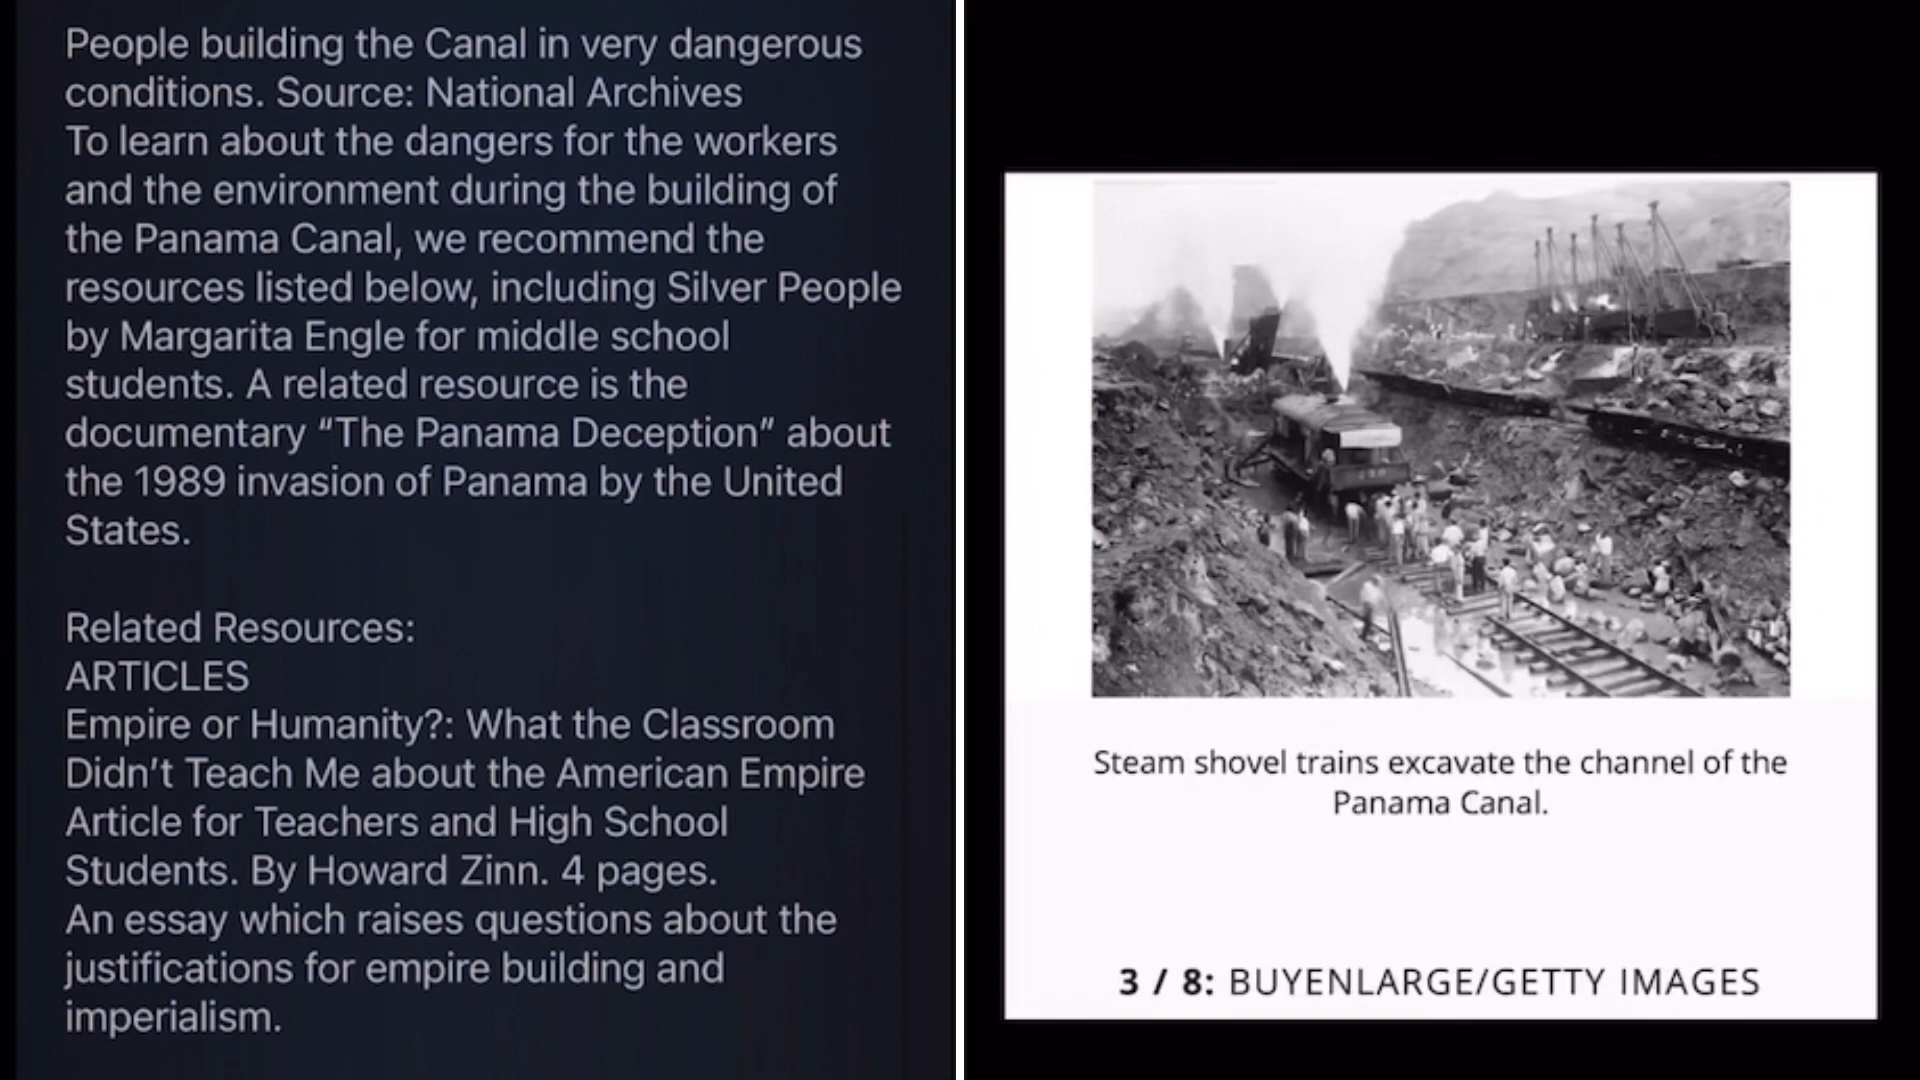 People building the Canal in very dangerous
conditions. Source: National Archives
To learn about the dangers for the workers
and the environment during the building of
the Panama Canal, we recommend the
resources listed below, including Silver People
by Margarita Engle for middle school
students. A related resource is the
documentary “The Panama Deception” about
the 1989 invasion of Panama by the United
States.
Related Resources:
ARTICLES
Empire or Humanity?: What the Classroom
Didn’t Teach Me about the American Empire
Article for Teachers and High School
Students. By Howard Zinn. 4 pages.
An essay which raises questions about the
justifications for empire building and
imperialism.
Steam shovel trains excavate the channel of the
Panama Canal.
3 / 8: BUYENLARGE/GETTY IMAGES